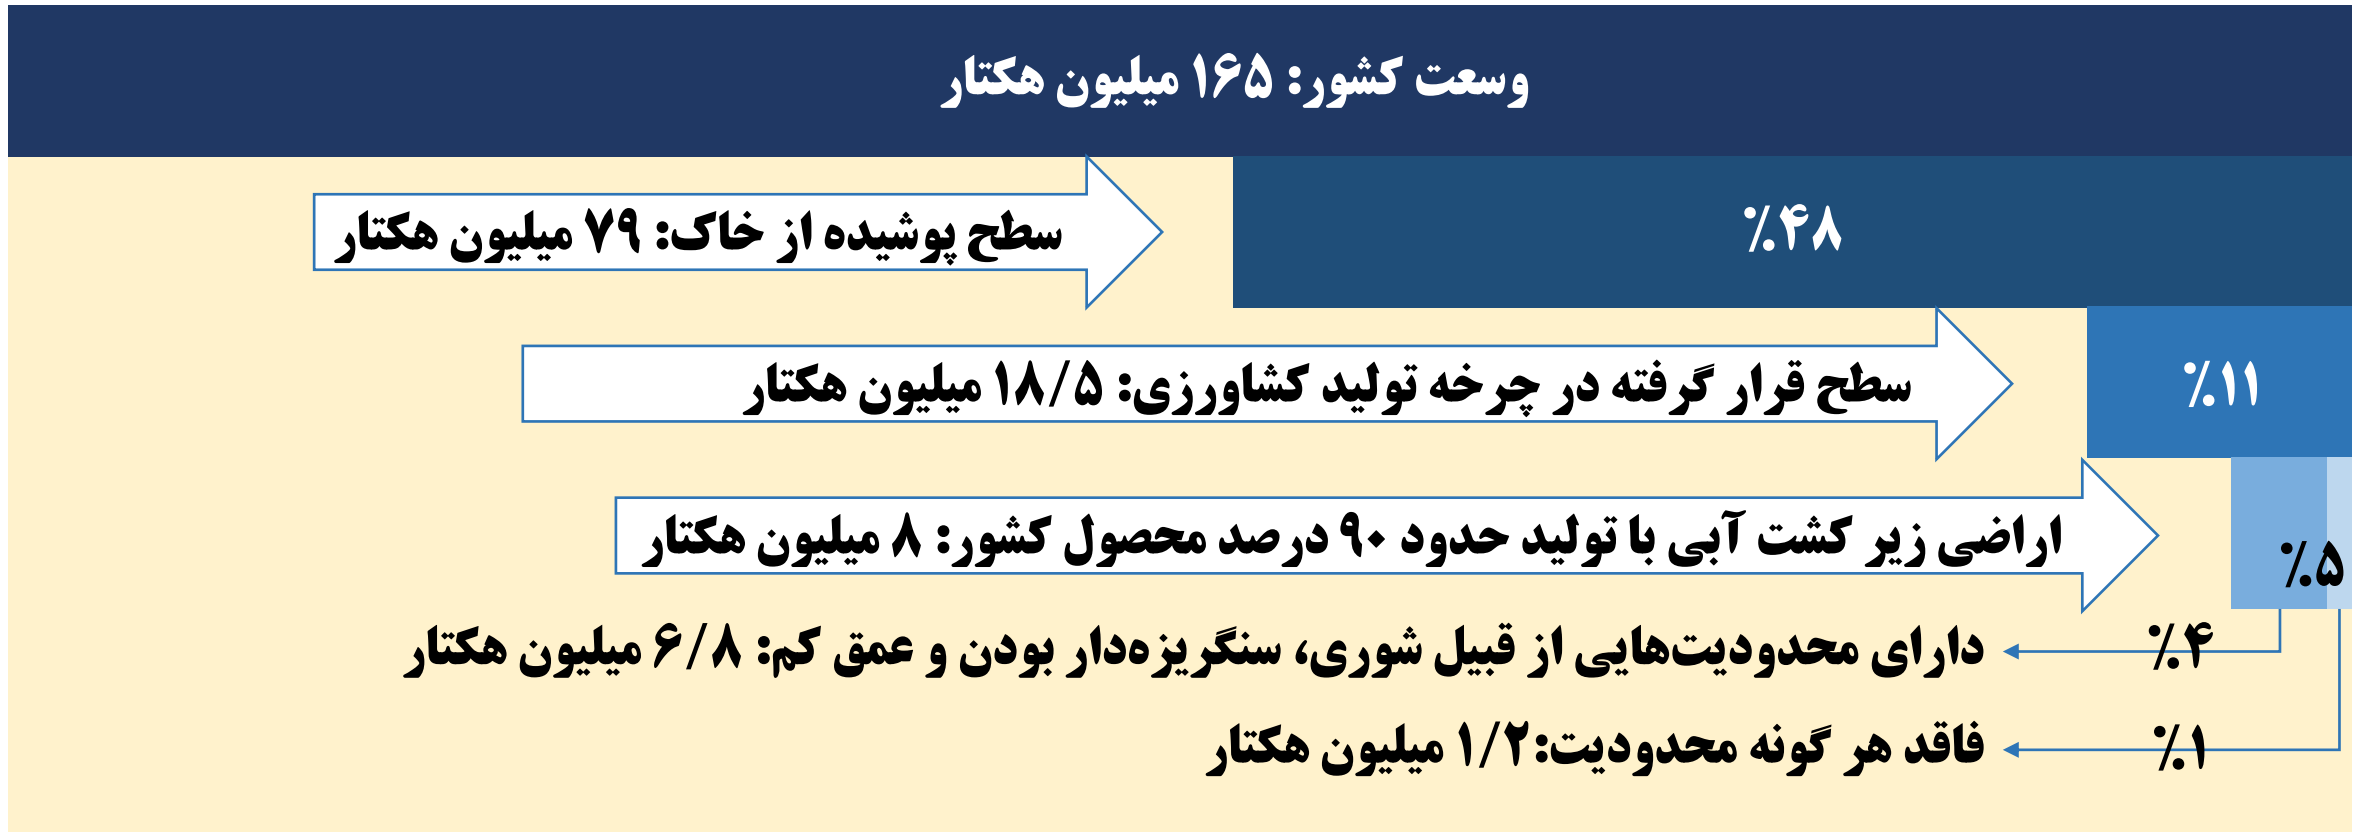 وسعت کشور: ۱۶۵ میلیون هکتار
٪۴۸
سطح پوشیده از خاک: ۷۹ میلیون هکتار
٪۱۱
سطح قرار گرفته در چرخه تولید کشاورزی: ۱۸/۵ میلیون هکتار
٪۵
اراضی زیر کشت آبی با تولید حدود ۹۰ درصد محصول کشور: ۸ میلیون هکتار
٪۴
دارای محدودیت‌هایی از قبیل شوری، سنگریزه‌دار بودن و عمق کم: ۶/۸ میلیون هکتار
٪۱
فاقد هر گونه محدودیت:۱/۲ میلیون هکتار